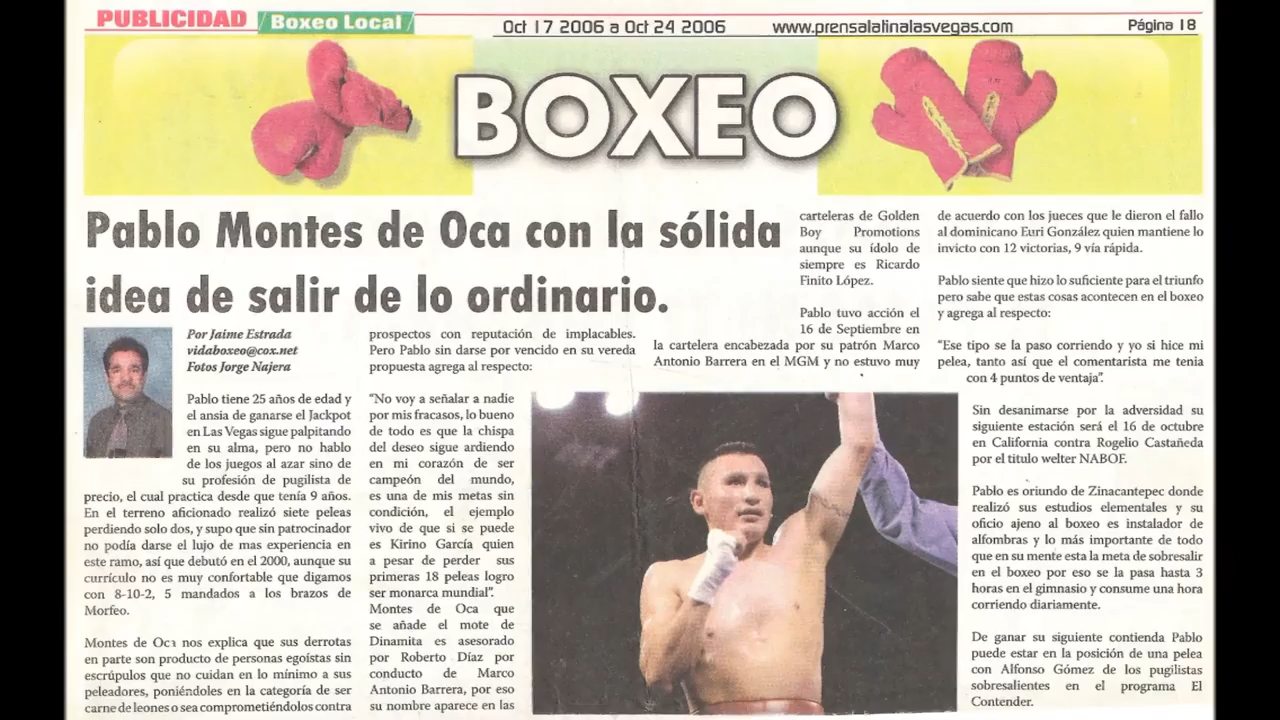 PUBLICIDAD
Boxeo Local
Oct 17 2006 a Oct 24 2006
www.prensalatinalasvegas.com
Página 18
BOXEO
Pablo Montes de Oca con la sólida
idea de salir de lo ordinario.
Por Jaime Estrada
vidaboxeo@cox.net
Fotos Jorge Najera
Pablo tiene 25 años de edad y
el ansia de ganarse el Jackpot
en Las Vegas sigue palpitando
en su alma, pero no hablo
de los juegos al azar sino de
su profesión de pugilista de
precio, el cual practica desde que tenía 9 años.
En el terreno aficionado realizó siete peleas
perdiendo solo dos, y supo que sin patrocinador
no podía darse el lujo de mas experiencia en
este ramo, así que debutó en el 2000, aunque su
currículo no es muy confortable que digamos
con 8-10-2, 5 mandados a los brazos de
Morfeo.
Montes de Oca nos explica que sus derrotas
en parte son producto de personas egoístas sin
escrúpulos que no cuidan en lo mínimo a sus
peleadores, poniéndoles en la categoría de ser
carne de leones o sea comprometiéndolos contra
prospectos con reputación de implacables.
Pero Pablo sin darse por vencido en su vereda
propuesta agrega al respecto:
“No voy a señalar a nadie
por mis fracasos, lo bueno
de todo es que la chispa
del deseo sigue ardiendo
en mi corazón de ser
campeón del mundo,
es una de mis metas sin
condición, el ejemplo
vivo de que si se puede
es Kirino García quien
a pesar de perder sus
primeras 18 peleas logro
ser monarca mundial”.
Montes de Oca que
se añade el mote de
Dinamita es asesorado
por Roberto Díaz por
conducto de Marco
Antonio Barrera, por eso
su nombre aparece en las
carteleras de Golden
Boy Promotions
aunque su ídolo de
siempre es Ricardo
Finito López.
Pablo tuvo acción el
16 de Septiembre en
la cartelera encabezada por su patrón Marco
Antonio Barrera en el MGM y no estuvo muy
de acuerdo con los jueces que le dieron el fallo
al dominicano Euri González quien mantiene lo
invicto con 12 victorias, 9 vía rápida.
Pablo siente que hizo lo suficiente para el triunfo
pero sabe que estas cosas acontecen en el boxeo
y agrega al respecto:
“Ese tipo se la paso corriendo y yo si hice mi
pelea, tanto así que el comentarista me tenia
con 4 puntos de ventaja”.
Sin desanimarse por la adversidad su
siguiente estación será el 16 de octubre
en California contra Rogelio Castañeda
por el titulo welter NABOF.
Pablo es oriundo de Zinacantepec donde
realizó sus estudios elementales y su
oficio ajeno al boxeo es instalador de
alfombras y lo más importante de todo
que en su mente esta la meta de sobresalir
en el boxeo por eso se la pasa hasta 3
horas en el gimnasio y consume una hora
corriendo diariamente.
De ganar su siguiente contienda Pablo
puede estar en la posición de una pelea
con Alfonso Gómez de los pugilistas
sobresalientes en el programa El
Contender.